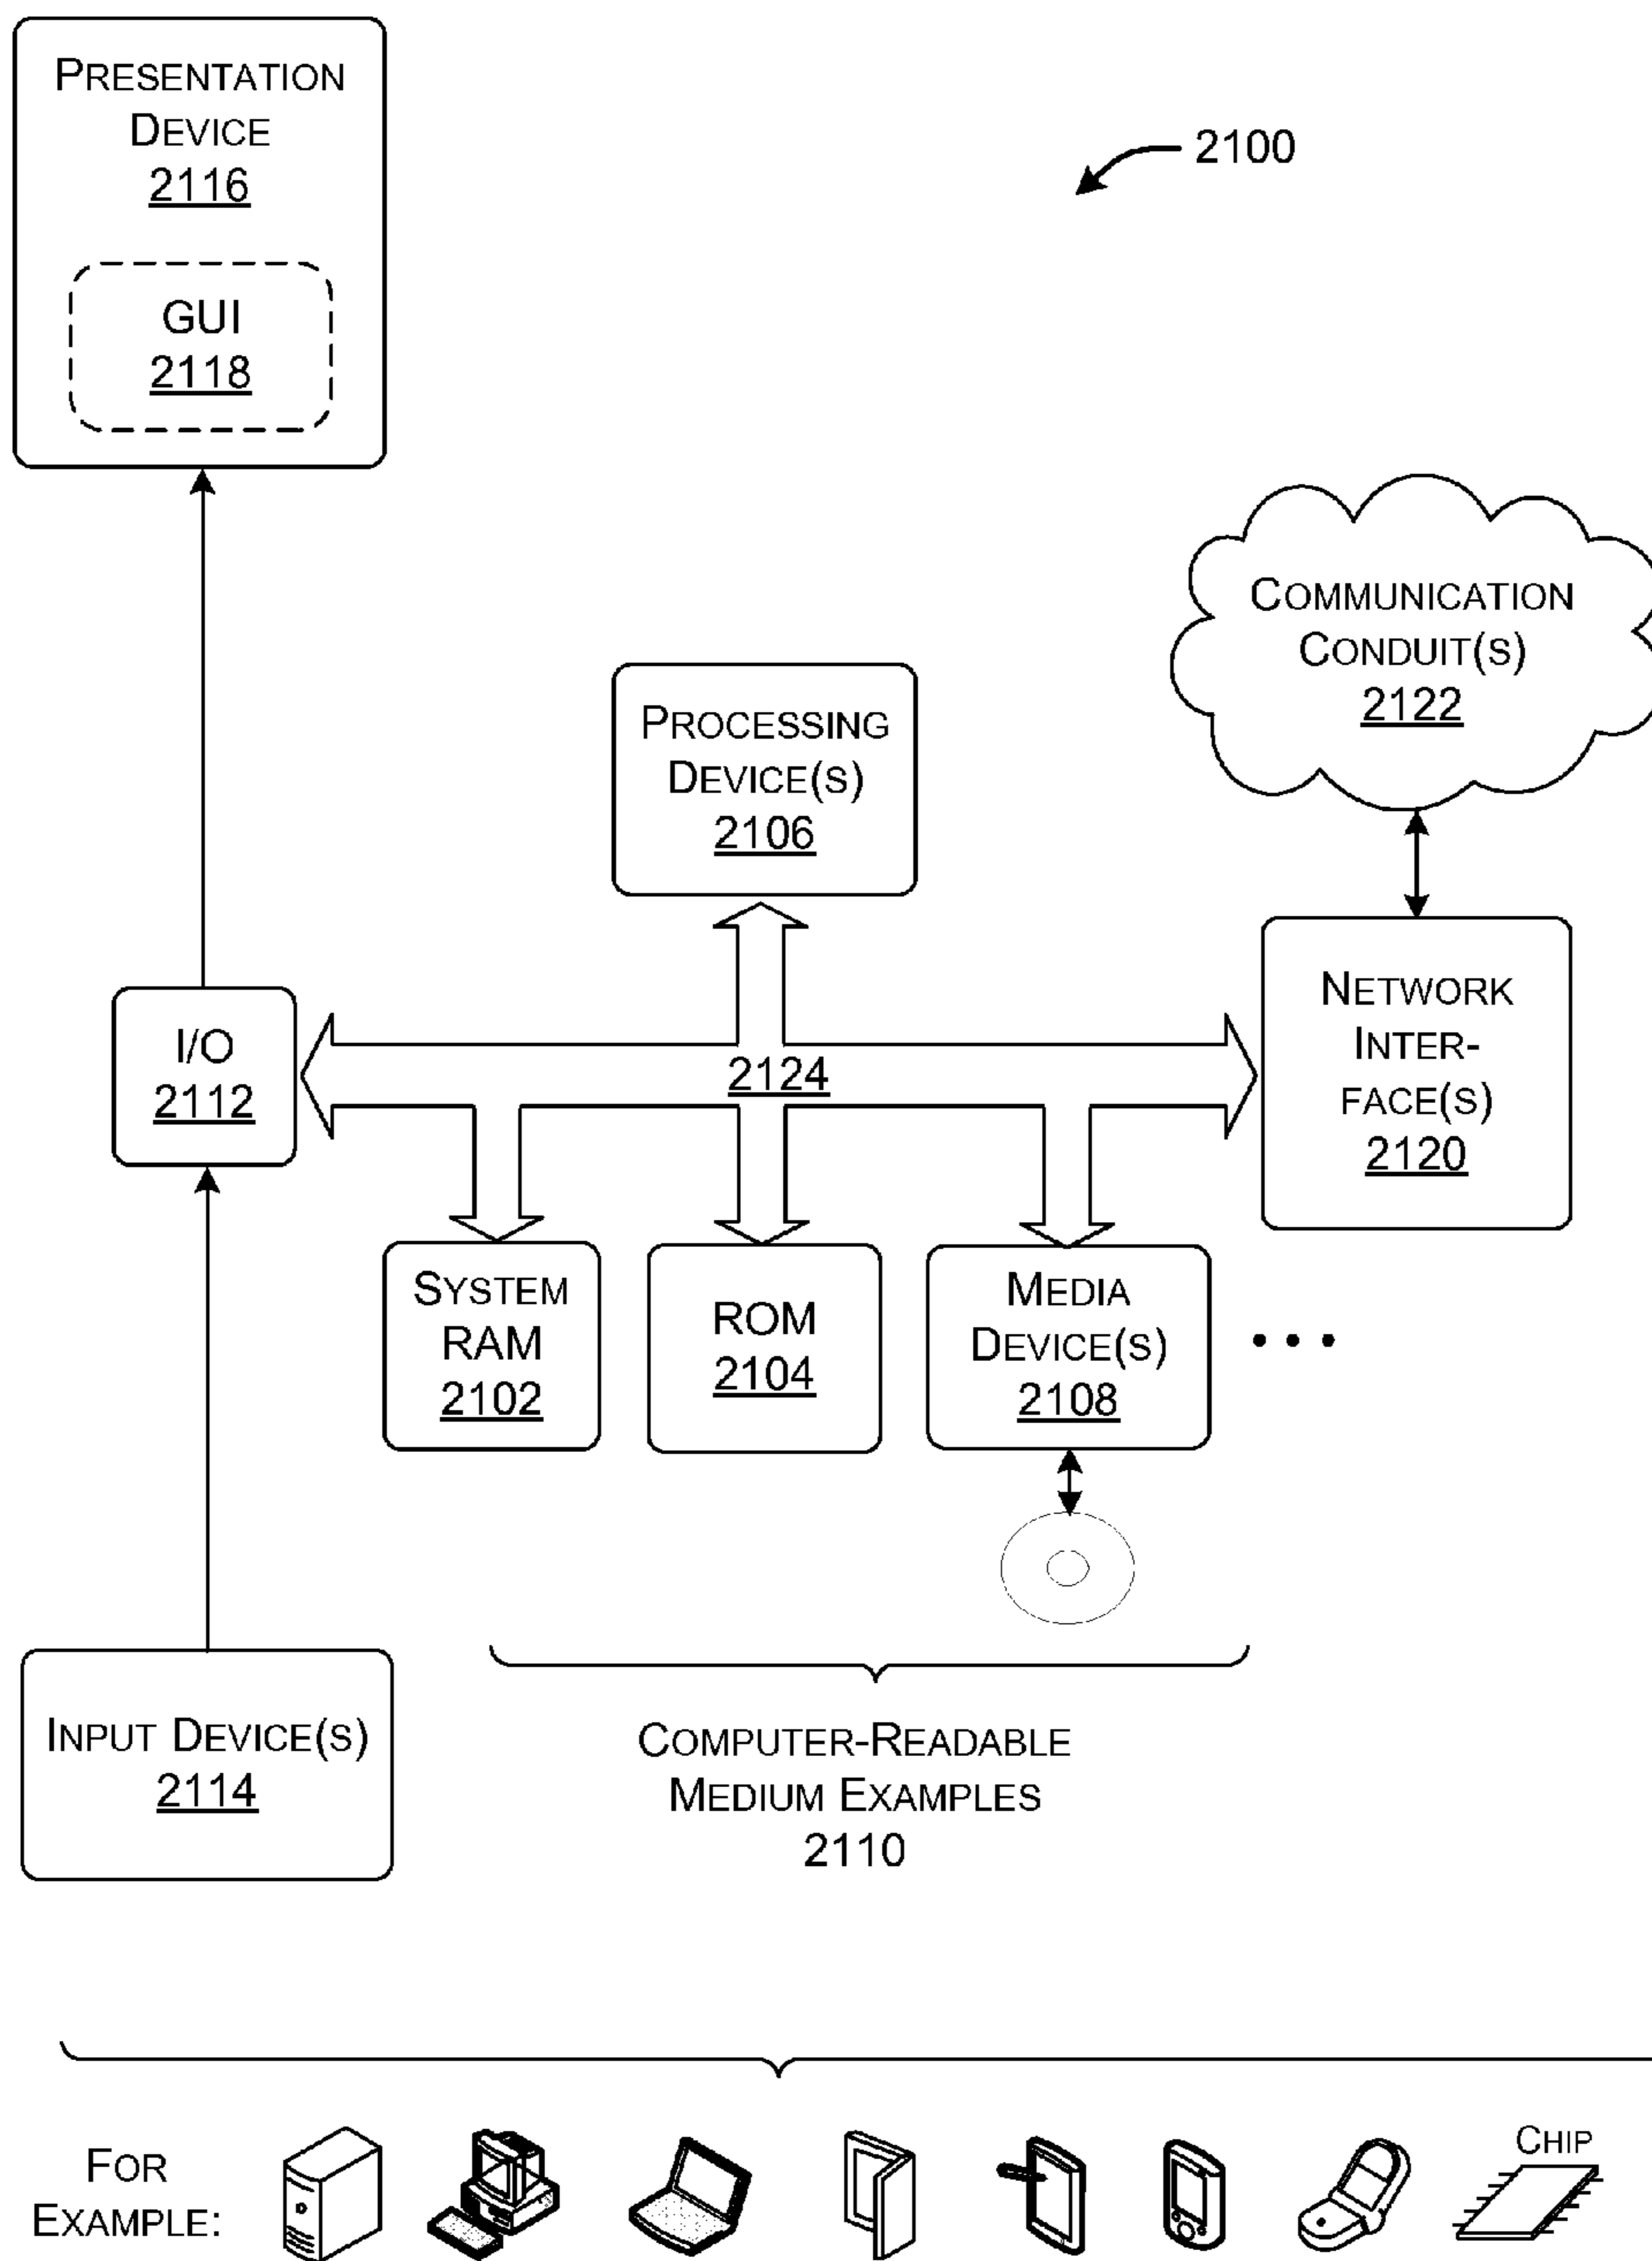 PRESENTATION
DEVICE
2116
GUI
2118
2100
COMMUNICATION
CONDUIT(S)
2122
PROCESSING
DEVICE(S)
2106
NETWORK
INTER-
FACE(S)
2120
I/O
2112
2124
SYSTEM
RAM
2102
ROM
2104
MEDIA
DEVICE(S)
2108
• • •
INPUT DEVICE(S)
2114
COMPUTER-READABLE
MEDIUM EXAMPLES
2110
FOR
EXAMPLE:
CHIP